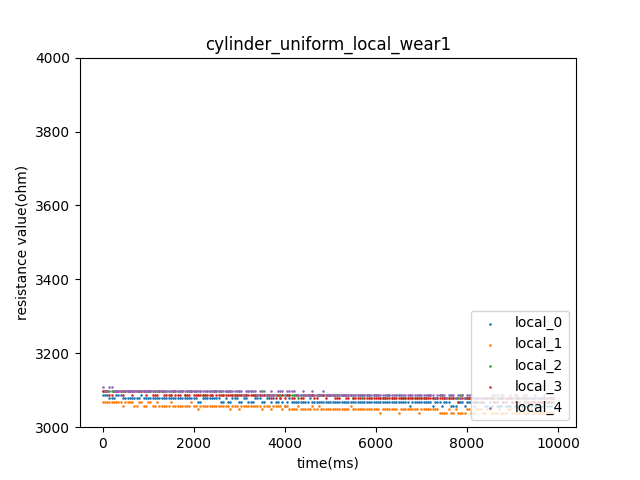 cylinder_uniform_local_wear1
4000
3800
3600
3400
3200
3000
resistance value(ohm)
local_0
local_1
local_2
local_3
local_4
0
2000
4000
6000
8000
10000
time(ms)